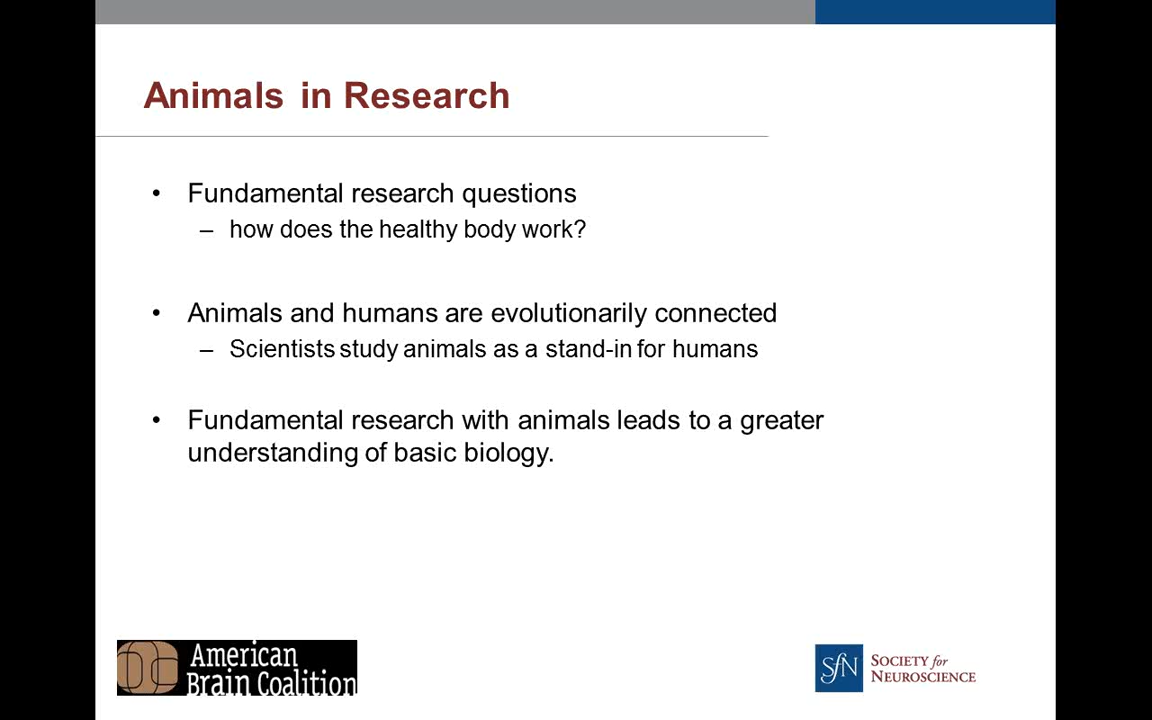 Animals in Research
• Fundamental research questions
– how does the healthy body work?
• Animals and humans are evolutionarily connected
– Scientists study animals as a stand-in for humans
• Fundamental research with animals leads to a greater
understanding of basic biology.
American
Brain Coalition
SfN
SOCIETY for
NEUROSCIENCE